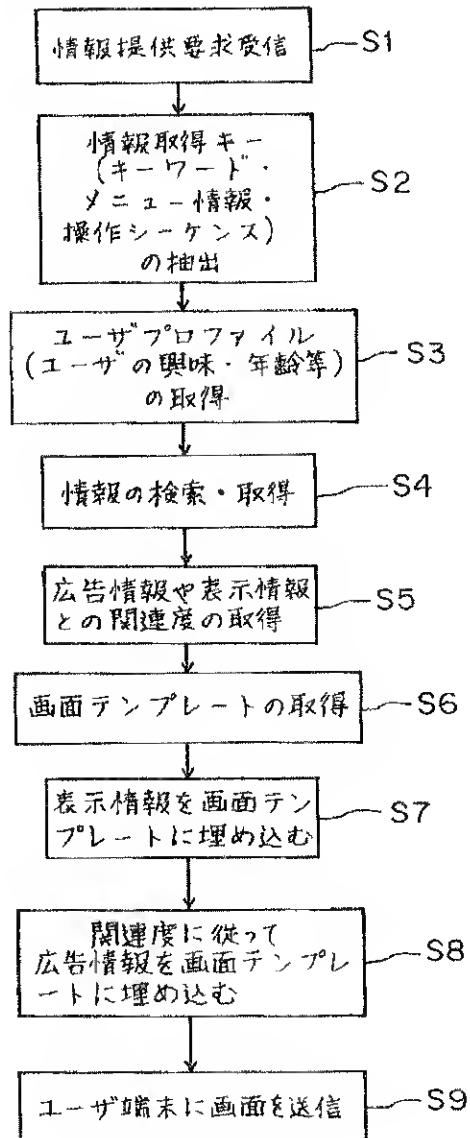 情報提供要求受信
S1
情報取得キー
(キーワード・
メニュー情報・
操作シーケンス)
の抽出
S2
ユーザプロファイル
(ユーザの興味・年齢等)
の取得
S3
情報の検索・取得
S4
広告情報や表示情報
との関連度の取得
S5
画面テンプレートの取得
S6
表示情報を画面テン
プレートに埋め込む
S7
関連度に従って
広告情報を画面テンプレ
ートに埋め込む
S8
ユーザ端末に画面を送信
S9